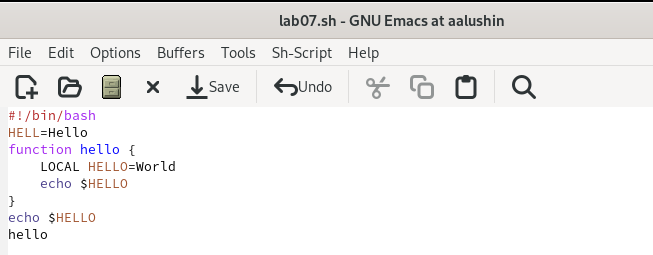 lab07.sh - GNU Emacs at aalushin
File Edit Options Buffers Tools Sh-Script Help
Save Undo
#!/bin/bash
HELL=Hello
function hello {
    LOCAL HELLO=World
    echo $HELLO
}
echo $HELLO
hello